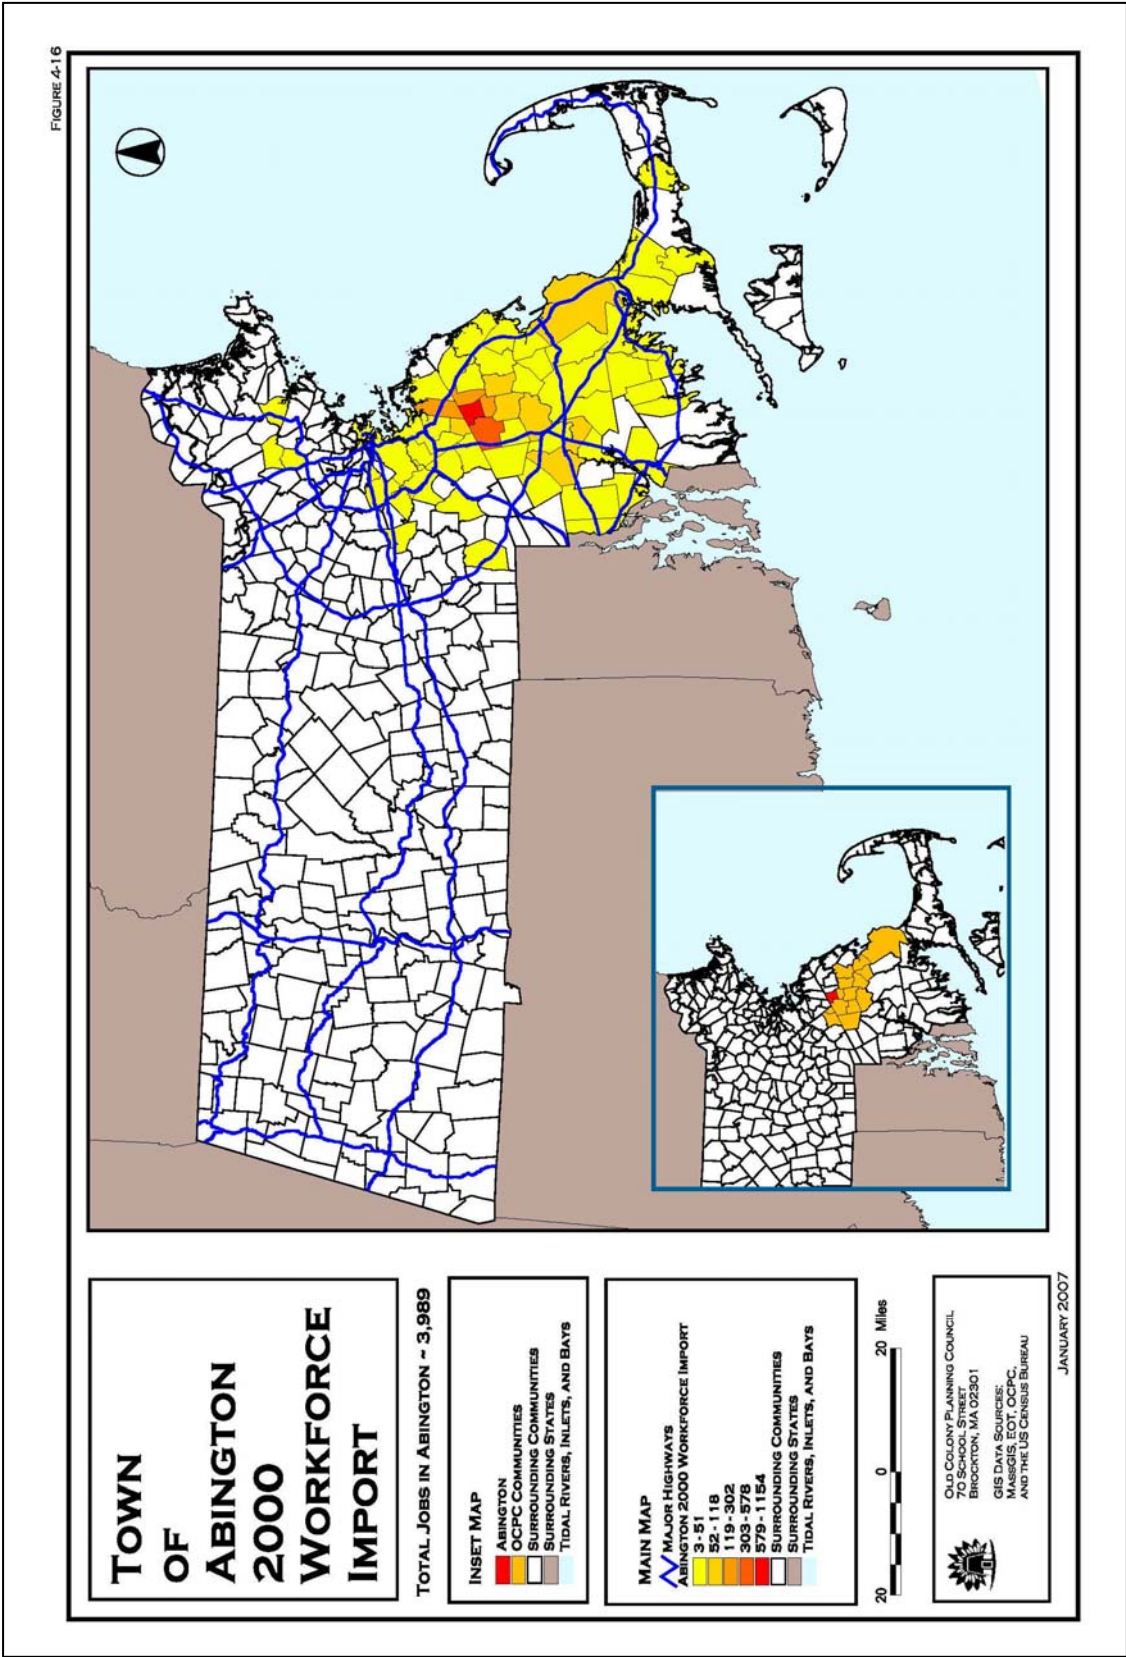 FIGURE 4-16
TOWN
OF
ABINGTON
2000
WORKFORCE
IMPORT
TOTAL JOBS IN ABINGTON ~ 3,989
INSET MAP
ABINGTON
OCPC COMMUNITIES
SURROUNDING COMMUNITIES
SURROUNDING STATES
TIDAL RIVERS, INLETS, AND BAYS
MAIN MAP
MAJOR HIGHWAYS
ABINGTON 2000 WORKFORCE IMPORT
3 - 51
52 - 118
119 - 302
303 - 578
579 - 1154
SURROUNDING COMMUNITIES
SURROUNDING STATES
TIDAL RIVERS, INLETS, AND BAYS
20 0 20 Miles
OLD COLONY PLANNING COUNCIL
70 SCHOOL STREET
BROCKTON, MA 02301
GIS DATA SOURCES:
MASSGIS, EOT, OCPC,
AND THE US CENSUS BUREAU
JANUARY 2007